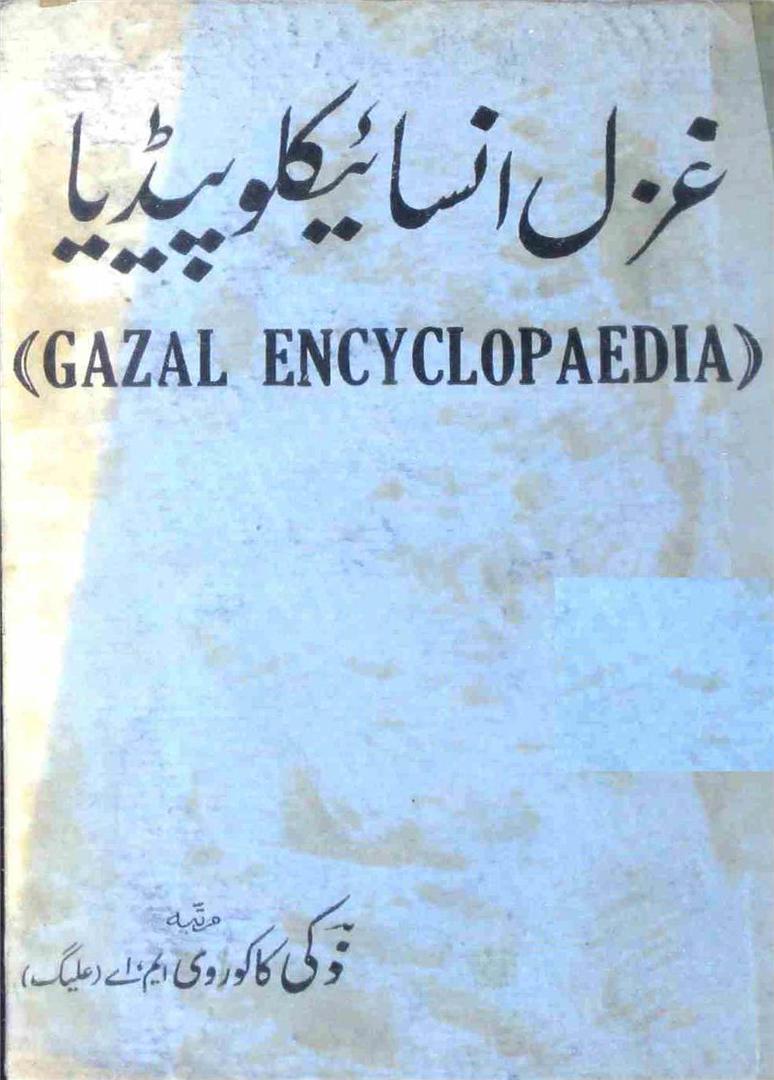 غزل انسائیکلوپیڈیا
(GAZAL ENCYCLOPAEDIA)
مرتبہ
ذکی کاکوروی ایم، اے (علیگ)